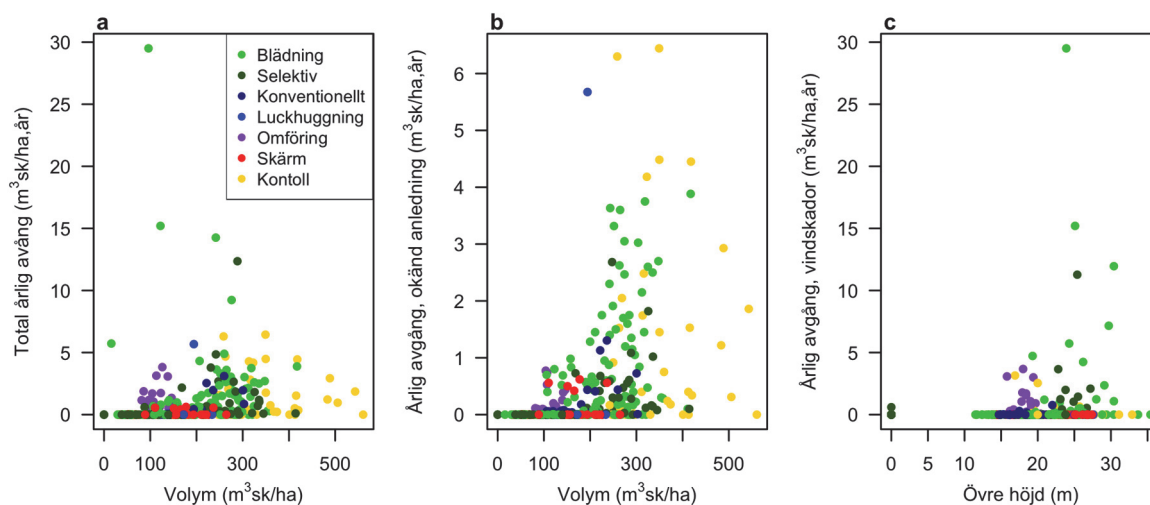 a
Total årlig avång (m³sk/ha,år)
30
25
20
15
10
5
0
Blädning
Selektiv
Konventionellt
Luckhuggning
Omföring
Skärm
Kontoll
0 100 300 500
Volym (m³sk/ha)
b
Årlig avgång, okänd anledning (m³sk/ha,år)
6
5
4
3
2
1
0
0 100 300 500
Volym (m³sk/ha)
c
Årlig avgång, vindskador (m³sk/ha,år)
30
25
20
15
10
5
0
0 5 10 20 30
Övre höjd (m)